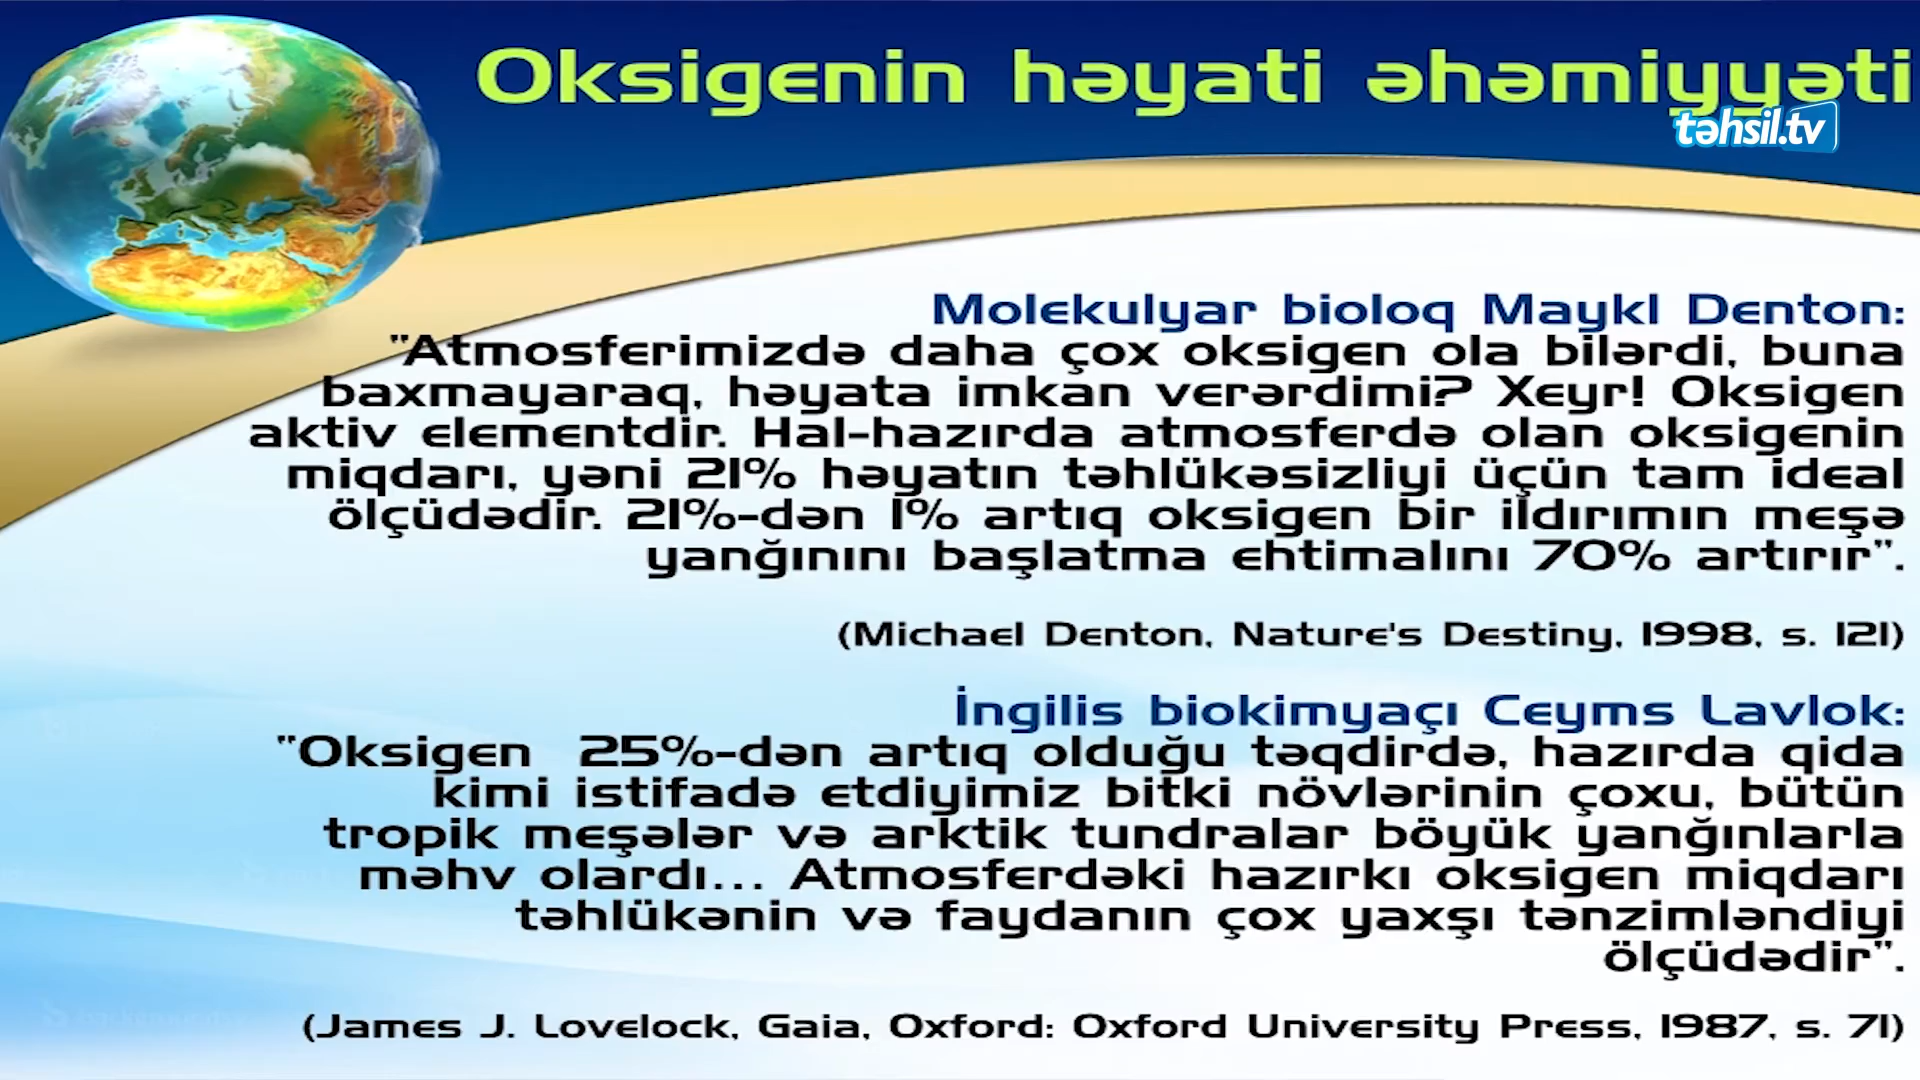 Oksigenin həyati əhəmiyyəti
təhsil.tv
Molekulyar bioloq Maykl Denton:
"Atmosferimizdə daha çox oksigen ola bilərdi, buna
baxmayaraq, həyata imkan verərdimi? Xeyr! Oksigen
aktiv elementdir. Hal-hazırda atmosferdə olan oksigenin
miqdarı, yəni 21% həyatın təhlükəsizliyi üçün tam ideal
ölçüdədir. 21%-dən 1% artıq oksigen bir ildırımın meşə
yanğınını başlatma ehtimalını 70% artırır".
(Michael Denton, Nature's Destiny, 1998, s. 121)
İngilis biokimyaçı Ceyms Lavlok:
"Oksigen 25%-dən artıq olduğu təqdirdə, hazırda qida
kimi istifadə etdiyimiz bitki növlərinin çoxu, bütün
tropik meşələr və arktik tundralar böyük yanğınlarla
məhv olardı... Atmosferdəki hazırkı oksigen miqdarı
təhlükənin və faydanın çox yaxşı tənzimləndiyi
ölçüdədir".
(James J. Lovelock, Gaia, Oxford: Oxford University Press, 1987, s. 71)